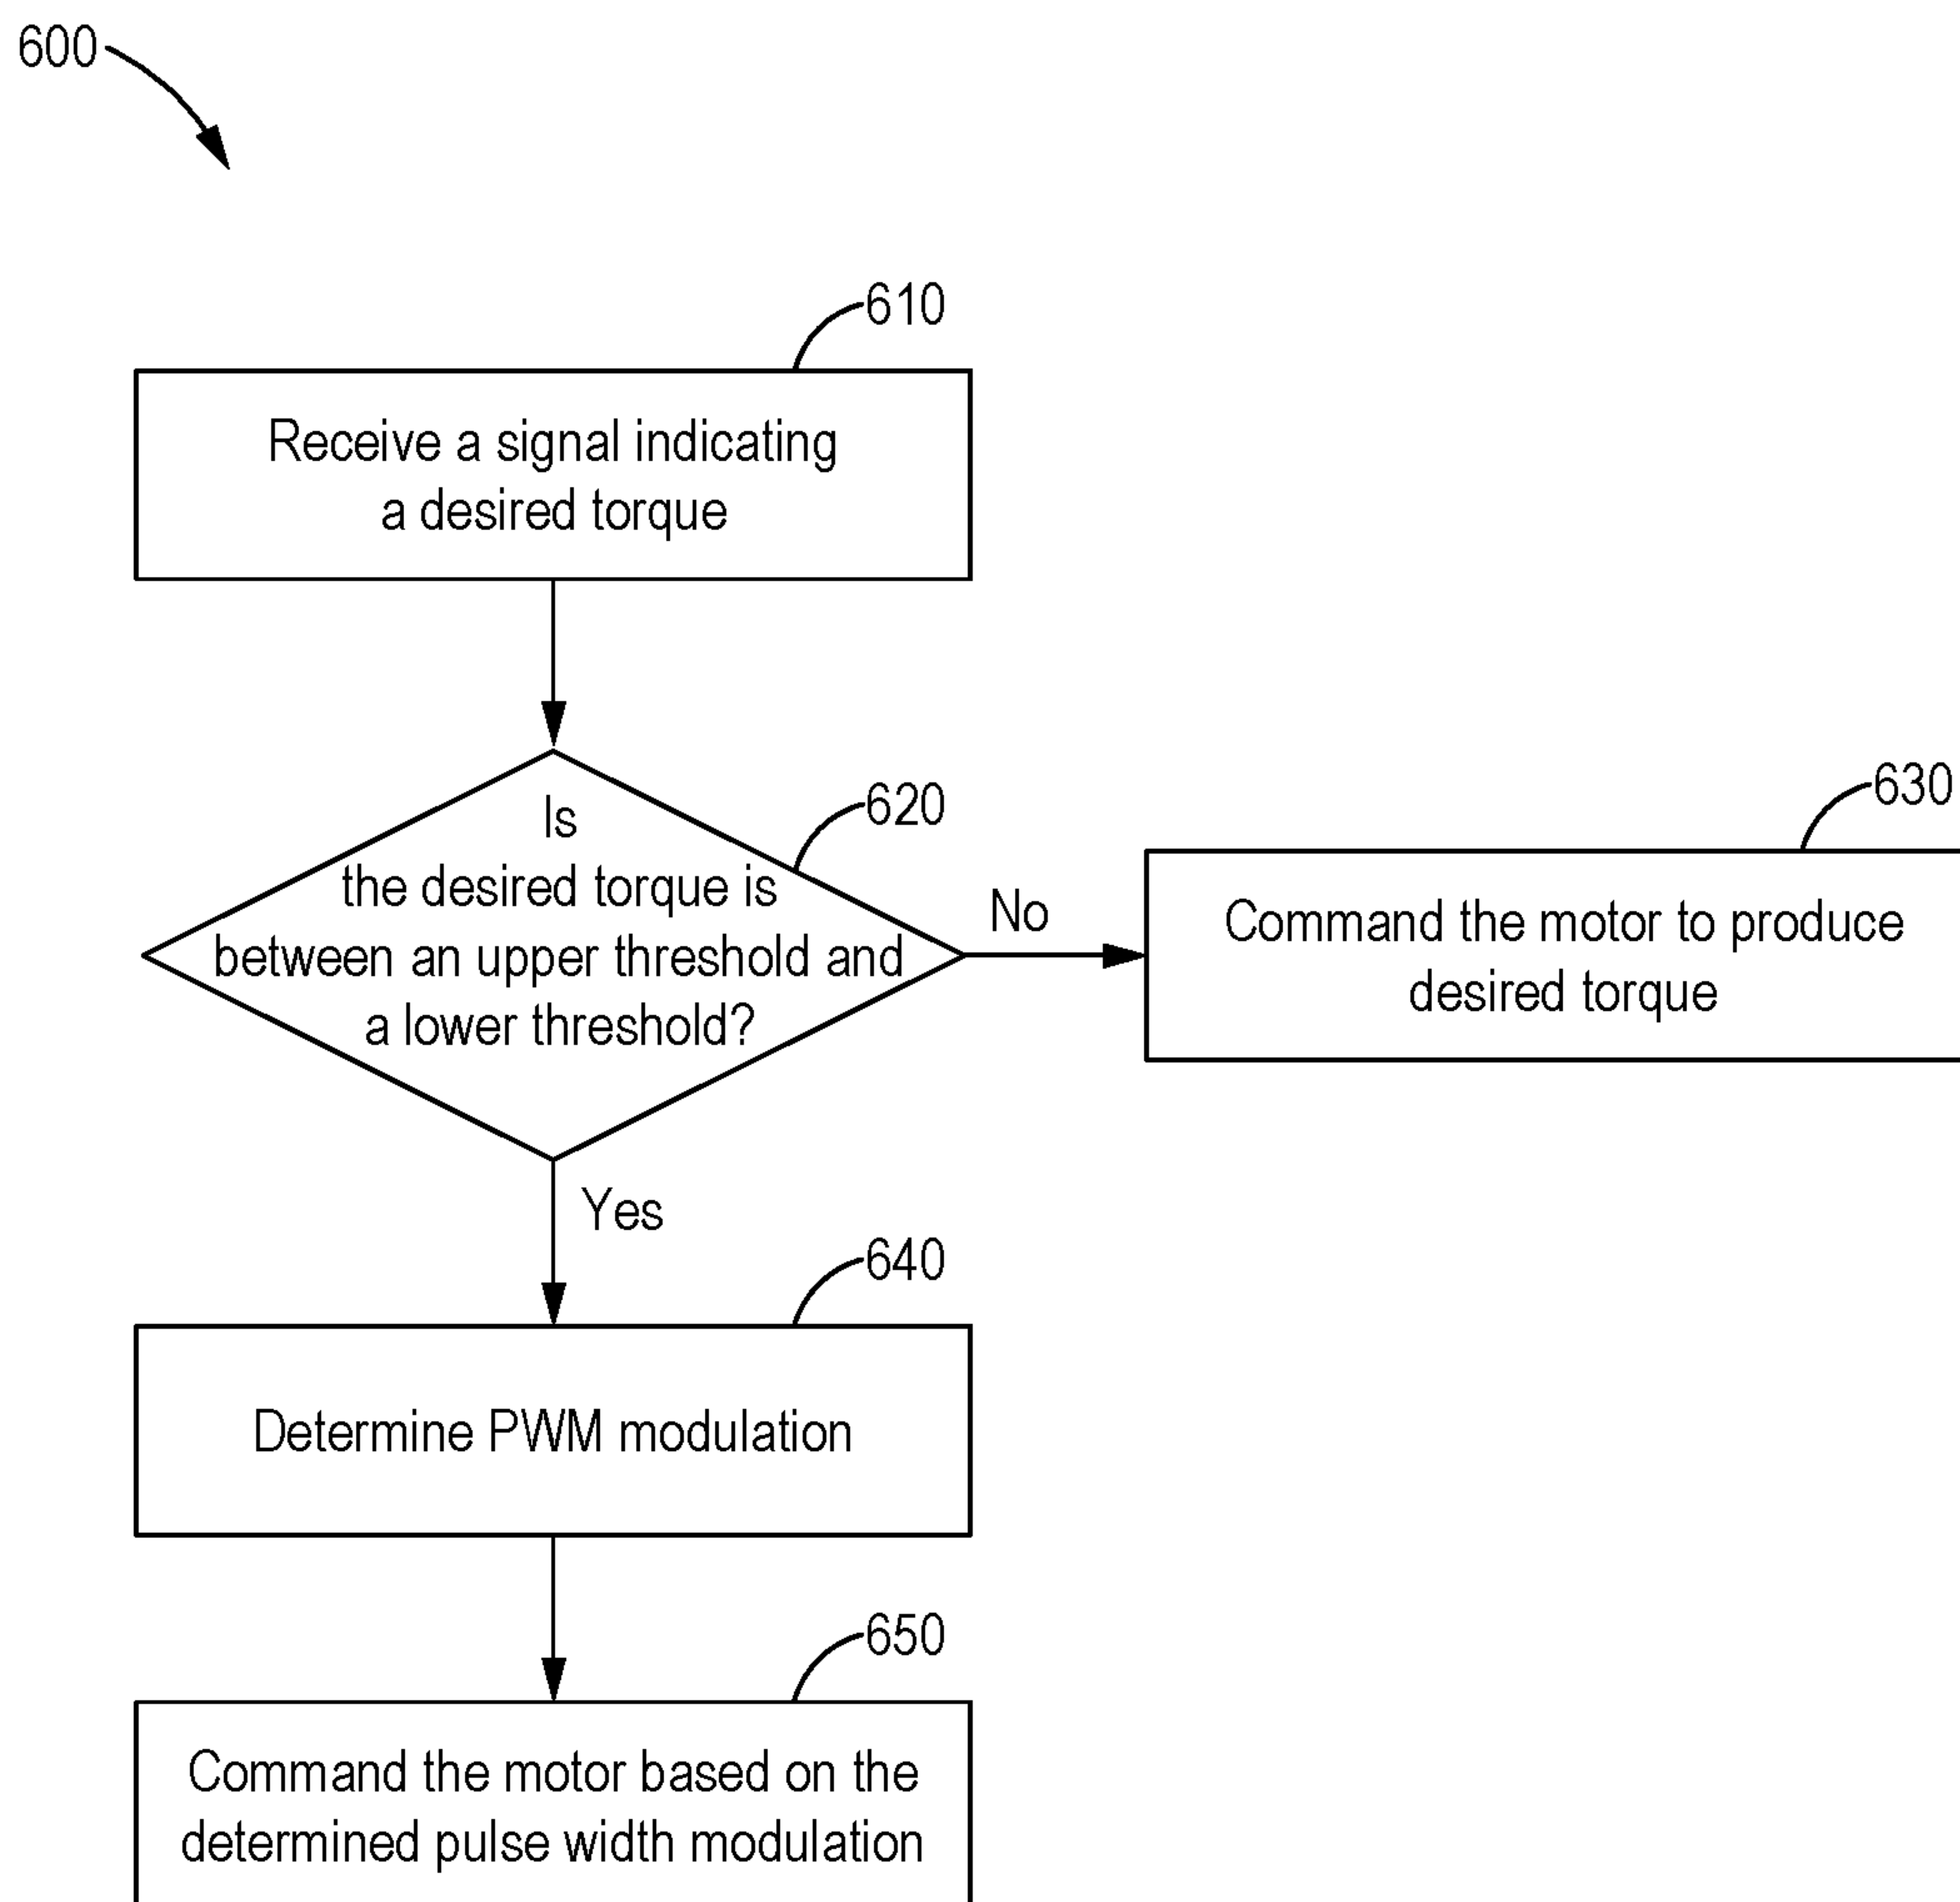 600
610
Receive a signal indicating
a desired torque
620
Is
the desired torque is
between an upper threshold and
a lower threshold?
No
630
Command the motor to produce
desired torque
Yes
640
Determine PWM modulation
650
Command the motor based on the
determined pulse width modulation